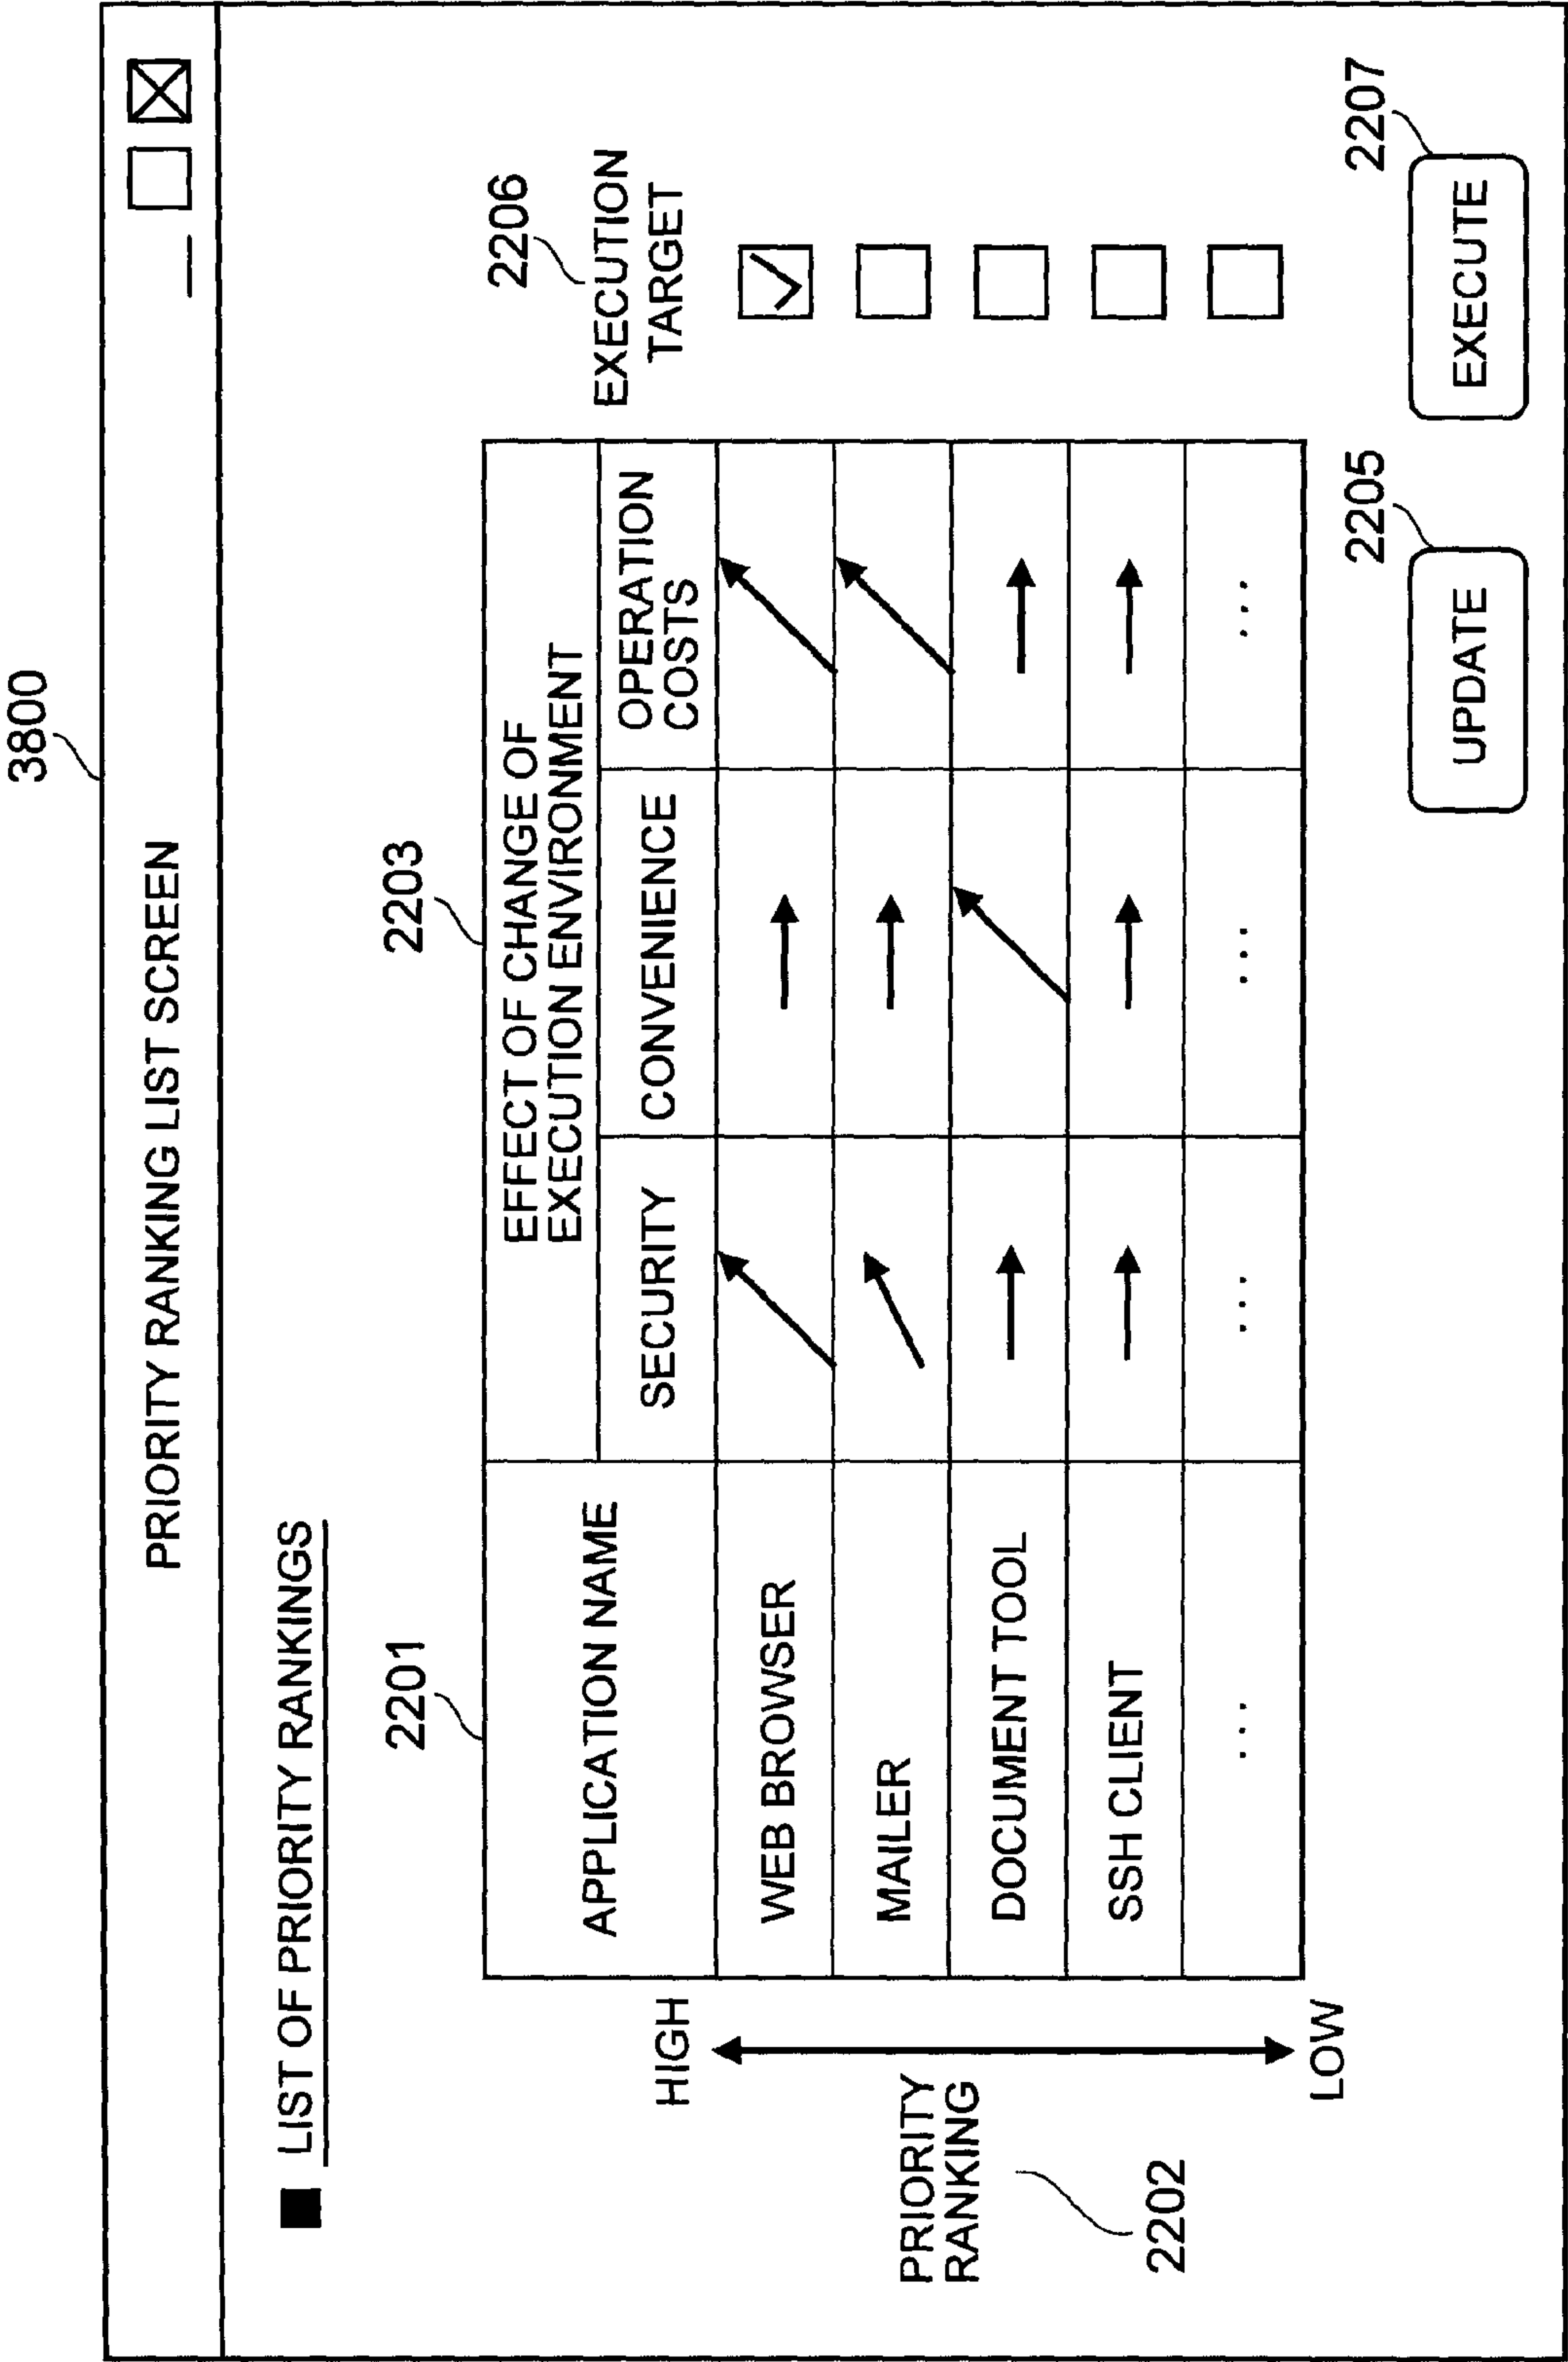 3800
PRIORITY RANKING LIST SCREEN
LIST OF PRIORITY RANKINGS
2201
2203
2206
APPLICATION NAME
EFFECT OF CHANGE OF
EXECUTION ENVIRONMENT
SECURITY
CONVENIENCE
OPERATION
COSTS
EXECUTION
TARGET
HIGH
PRIORITY
RANKING
LOW
2202
WEB BROWSER
MAILER
DOCUMENT TOOL
SSH CLIENT
... ... ... ...
2205
UPDATE
2207
EXECUTE